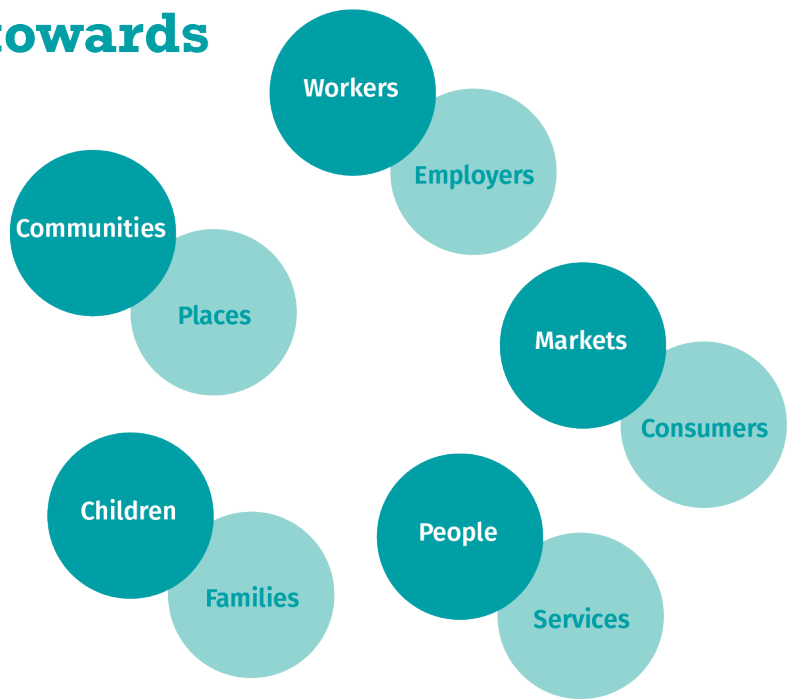 towards
Workers
Employers
Communities
Places
Markets
Consumers
Children
Families
People
Services